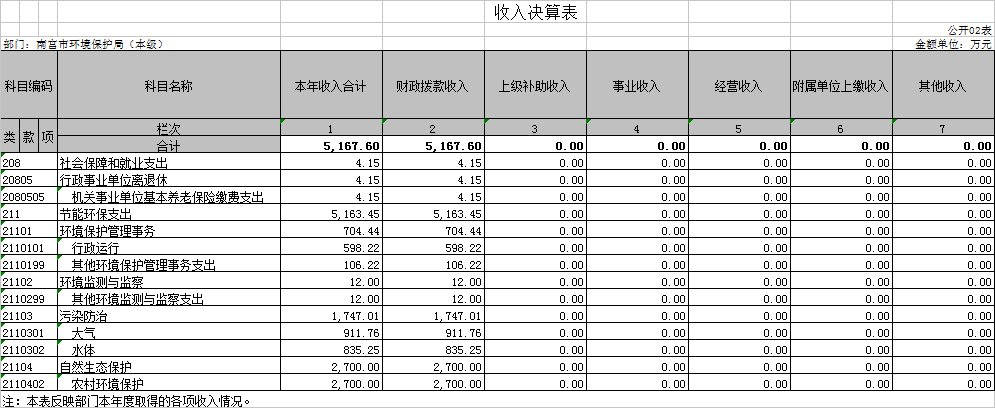 收入决算表
公开02表
部门：南宫市环境保护局（本级） 金额单位：万元
科目编码 科目名称 本年收入合计 财政拨款收入 上级补助收入 事业收入 经营收入 附属单位上缴收入 其他收入
类 款 项 栏次 1 2 3 4 5 6 7
合计 5,167.60 5,167.60 0.00 0.00 0.00 0.00 0.00
208 社会保障和就业支出 4.15 4.15 0.00 0.00 0.00 0.00 0.00
20805 行政事业单位离退休 4.15 4.15 0.00 0.00 0.00 0.00 0.00
2080505 机关事业单位基本养老保险缴费支出 4.15 4.15 0.00 0.00 0.00 0.00 0.00
211 节能环保支出 5,163.45 5,163.45 0.00 0.00 0.00 0.00 0.00
21101 环境保护管理事务 704.44 704.44 0.00 0.00 0.00 0.00 0.00
2110101 行政运行 598.22 598.22 0.00 0.00 0.00 0.00 0.00
2110199 其他环境保护管理事务支出 106.22 106.22 0.00 0.00 0.00 0.00 0.00
21102 环境监测与监察 12.00 12.00 0.00 0.00 0.00 0.00 0.00
2110299 其他环境监测与监察支出 12.00 12.00 0.00 0.00 0.00 0.00 0.00
21103 污染防治 1,747.01 1,747.01 0.00 0.00 0.00 0.00 0.00
2110301 大气 911.76 911.76 0.00 0.00 0.00 0.00 0.00
2110302 水体 835.25 835.25 0.00 0.00 0.00 0.00 0.00
21104 自然生态保护 2,700.00 2,700.00 0.00 0.00 0.00 0.00 0.00
2110402 农村环境保护 2,700.00 2,700.00 0.00 0.00 0.00 0.00 0.00
注：本表反映部门本年度取得的各项收入情况。